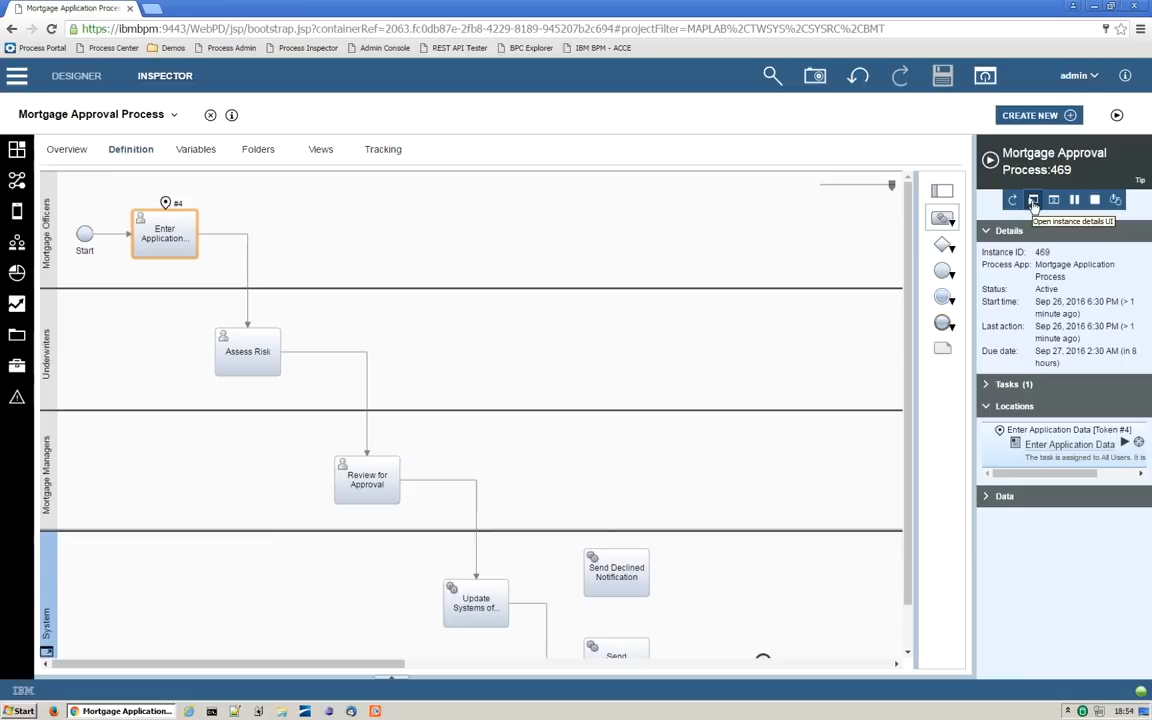 Mortgage Application Process
https://ibmbpm:9443/WebPD/jsp/bootstrap.jsp?containerRef=2063.fc0db87e-2fb8-4229-8189-945207b2c694#projectFilter=MAPLAB%2CTWSYS%2CSYSRC%2CBMT
Process Portal
Process Center
Demos
Process Admin
Process Inspector
Admin Console
REST API Tester
BPC Explorer
IBM BPM - ACCE
DESIGNER
INSPECTOR
admin
Mortgage Approval Process
CREATE NEW
Overview
Definition
Variables
Folders
Views
Tracking
Mortgage Approval
Process:469
Tip
Open instance details UI
Details
Instance ID: 469
Process App: Mortgage Application
Process
Status: Active
Start time: Sep 26, 2016 6:30 PM (> 1
minute ago)
Last action: Sep 26, 2016 6:30 PM (> 1
minute ago)
Due date: Sep 27, 2016 2:30 AM (in 8
hours)
Tasks (1)
Locations
Enter Application Data [Token #4]
Enter Application Data
The task is assigned to All Users. It is
Data
Mortgage Officers
#4
Enter
Application...
Start
Underwriters
Assess Risk
Mortgage Managers
Review for
Approval
System
Update
Systems of...
Send Declined
Notification
Send
IBM
Start
Mortgage Application...
18:54